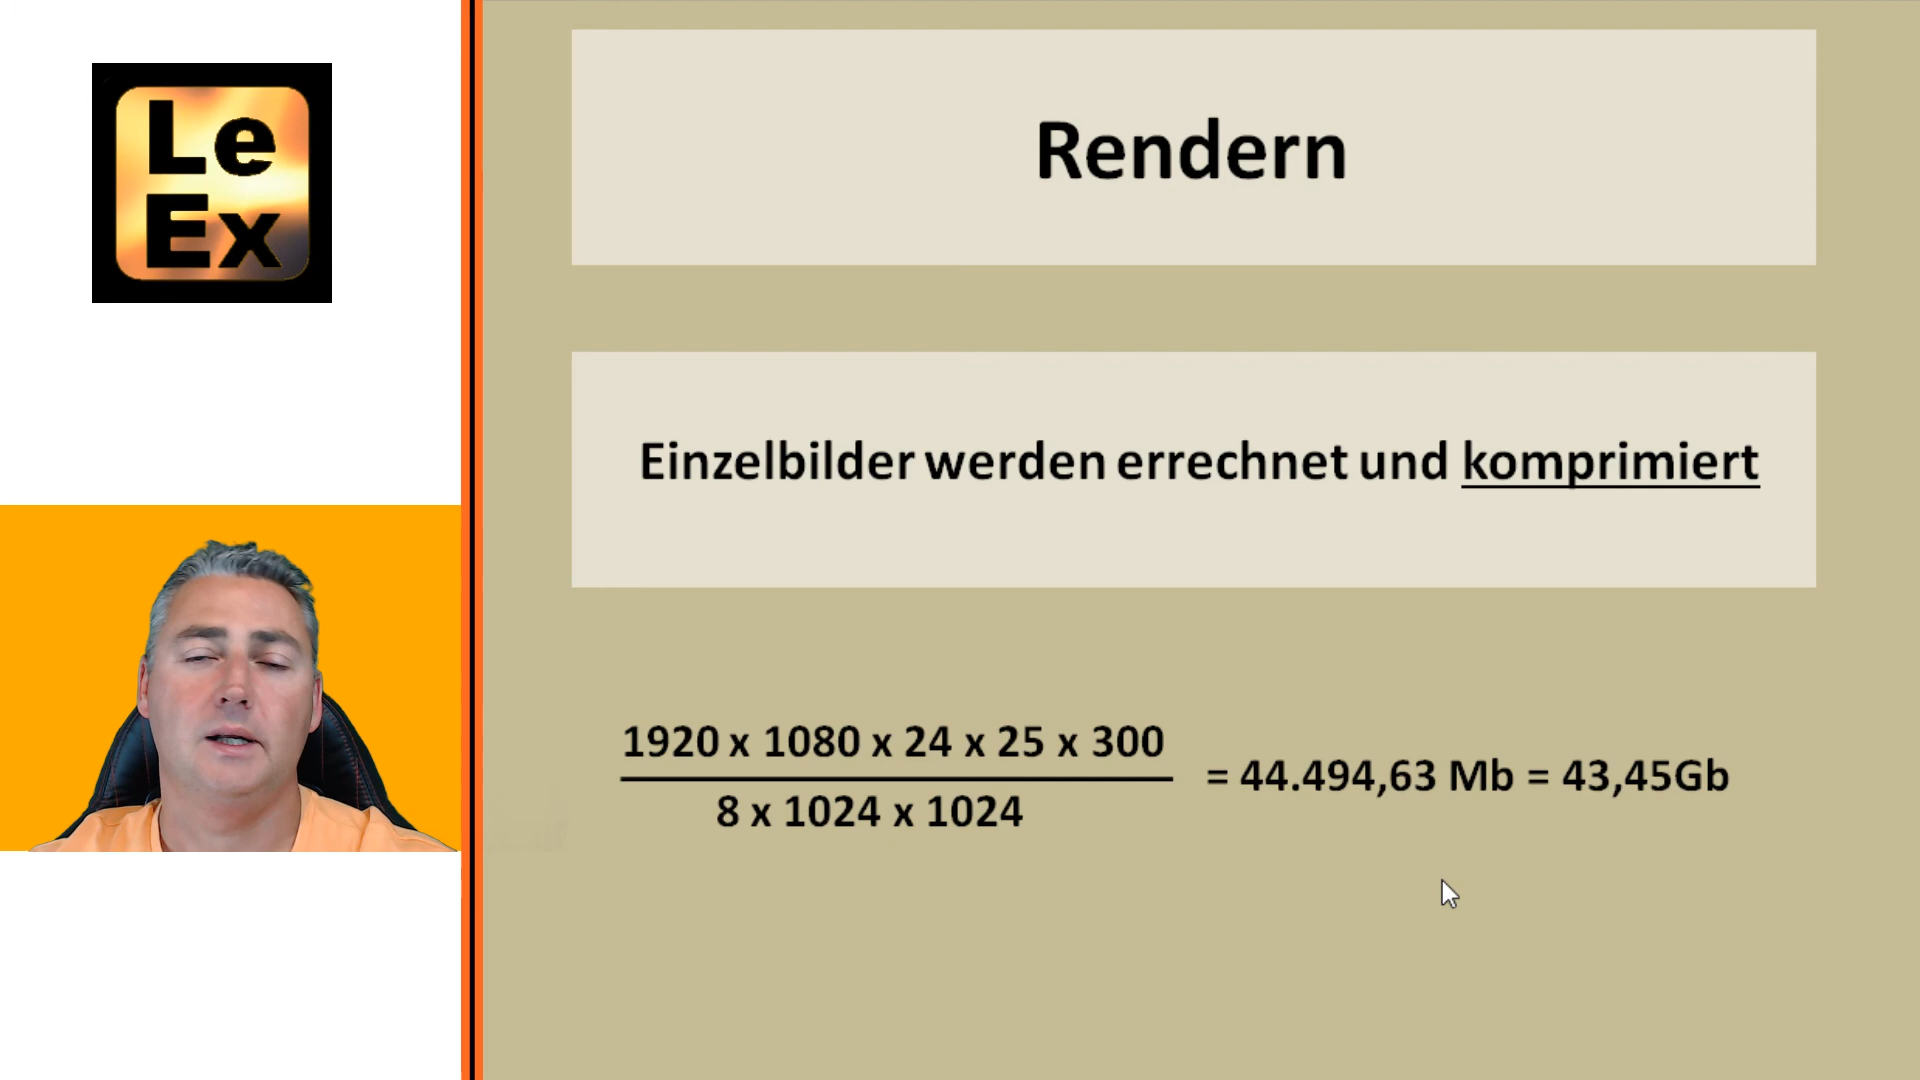 Le
Ex
Rendern
Einzelbilder werden errechnet und komprimiert
1920 x 1080 x 24 x 25 x 300
8 x 1024 x 1024
= 44.494,63 Mb = 43,45Gb